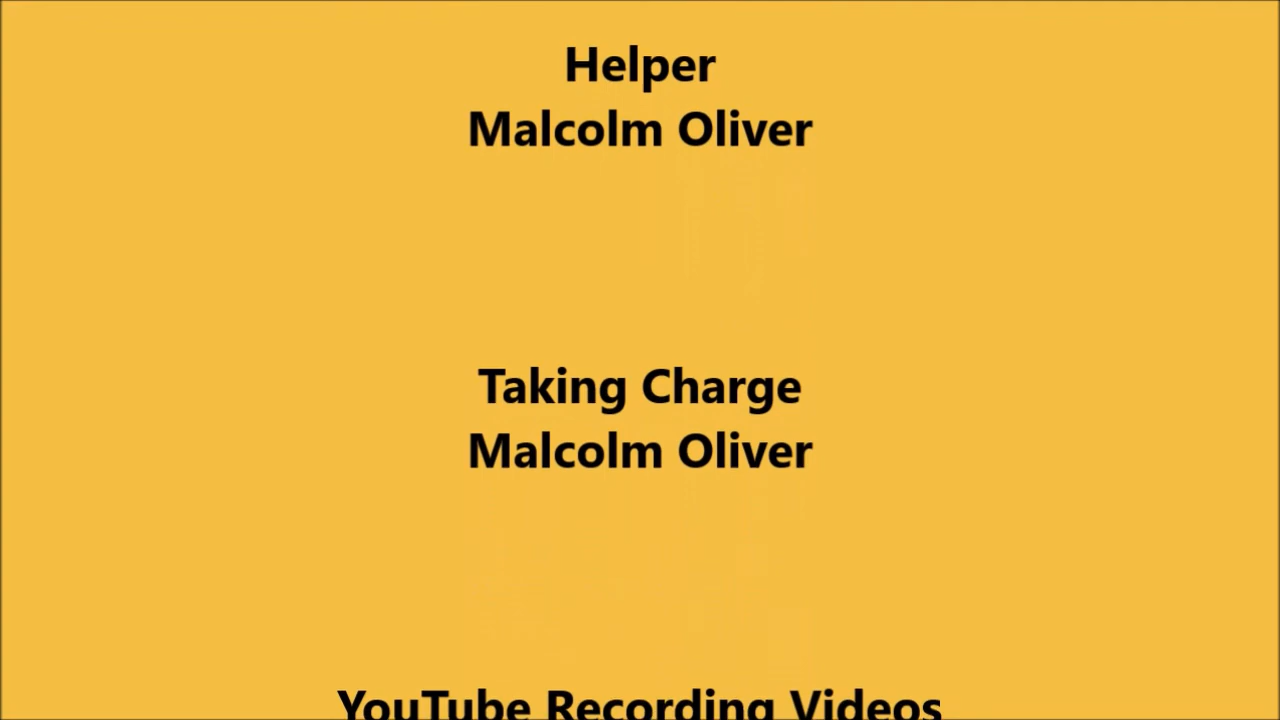 Helper
Malcolm Oliver
Taking Charge
Malcolm Oliver
YouTube Recording Videos